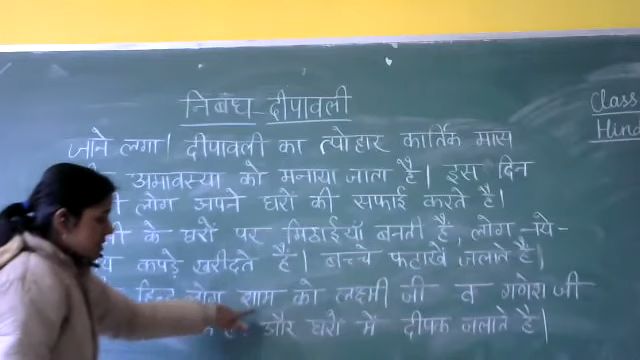 निबंध - दीपावली
Class
Hind
जाने लगा। दीपावली का त्योहार कार्तिक मास
अमावस्या को मनाया जाता है। इस दिन
लोग अपने घरों की सफाई करते है।
के घरों पर मिठाईयाँ बनती हैं, लोग नये-
कपड़े खरीदते हैं। बच्चे फटाखें जलाते है।
हिन्दू लोग शाम को लक्ष्मी जी व गणेश जी
और घरों में दीपक जलाते है।